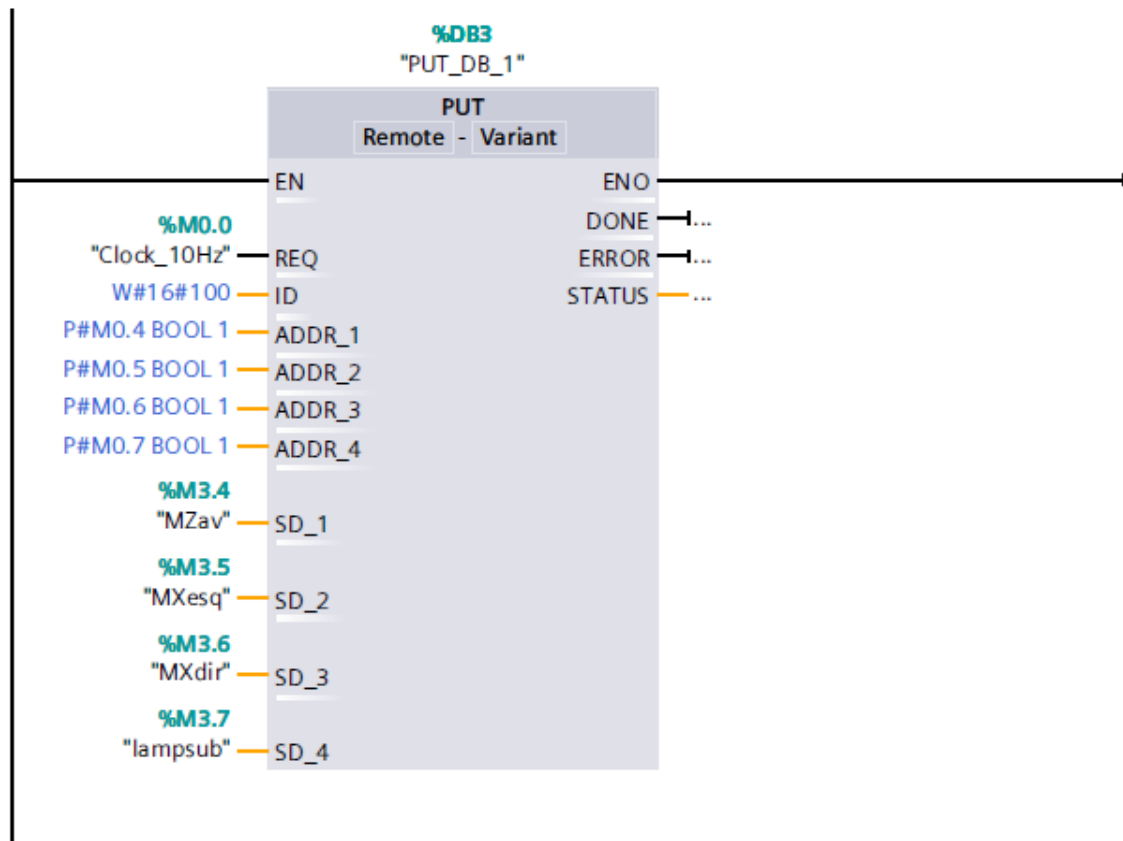 %DB3
"PUT_DB_1"
PUT
Remote - Variant
EN ENO
DONE ...
%M0.0
"Clock_10Hz" REQ ERROR ...
W#16#100 ID STATUS ...
P#M0.4 BOOL 1 ADDR_1
P#M0.5 BOOL 1 ADDR_2
P#M0.6 BOOL 1 ADDR_3
P#M0.7 BOOL 1 ADDR_4
%M3.4
"MZav" SD_1
%M3.5
"MXesq" SD_2
%M3.6
"MXdir" SD_3
%M3.7
"lampsub" SD_4